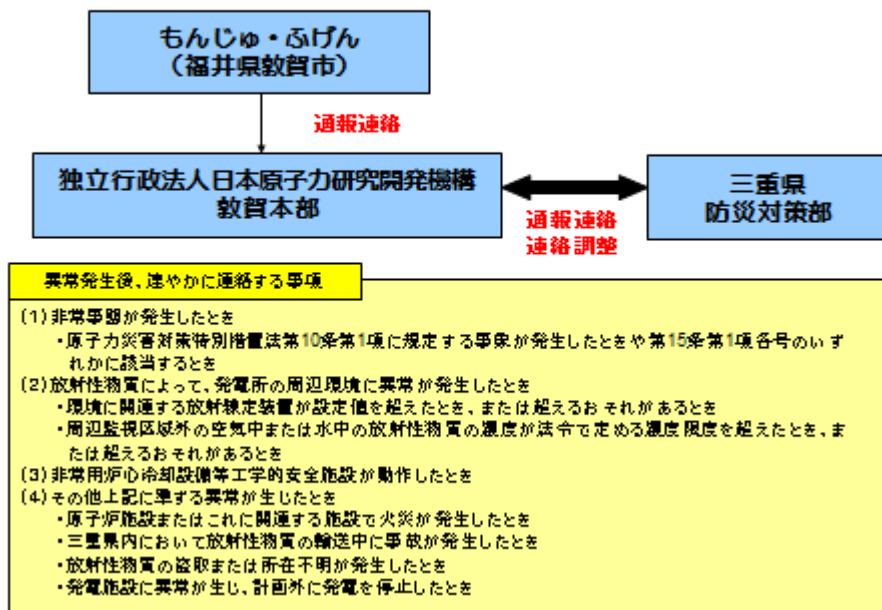 もんじゅ・ふげん
（福井県敦賀市）
通報連絡
独立行政法人日本原子力研究開発機構
敦賀本部
三重県
防災対策部
通報連絡
連絡調整
異常発生後、速やかに連絡する事項
(1)非常事態が発生したとき
・原子力災害対策特別措置法第10条第1項に規定する事象が発生したときや第15条第1項各号のいず
れかに該当するとき
(2)放射性物質によって、発電所の周辺環境に異常が発生したとき
・環境に関連する放射線測定装置が設定値を超えたとき、または超えるおそれがあるとき
・周辺監視区域外の空気中または水中の放射性物質の濃度が法令で定める濃度限度を超えたとき、ま
たは超えるおそれがあるとき
(3)非常用炉心冷却設備等工学的安全施設が動作したとき
(4)その他上記に準ずる異常が生じたとき
・原子炉施設またはこれに関連する施設で火災が発生したとき
・三重県内において放射性物質の輸送中に事故が発生したとき
・放射性物質の盗取または所在不明が発生したとき
・発電施設に異常が生じ、計画外に発電を停止したとき